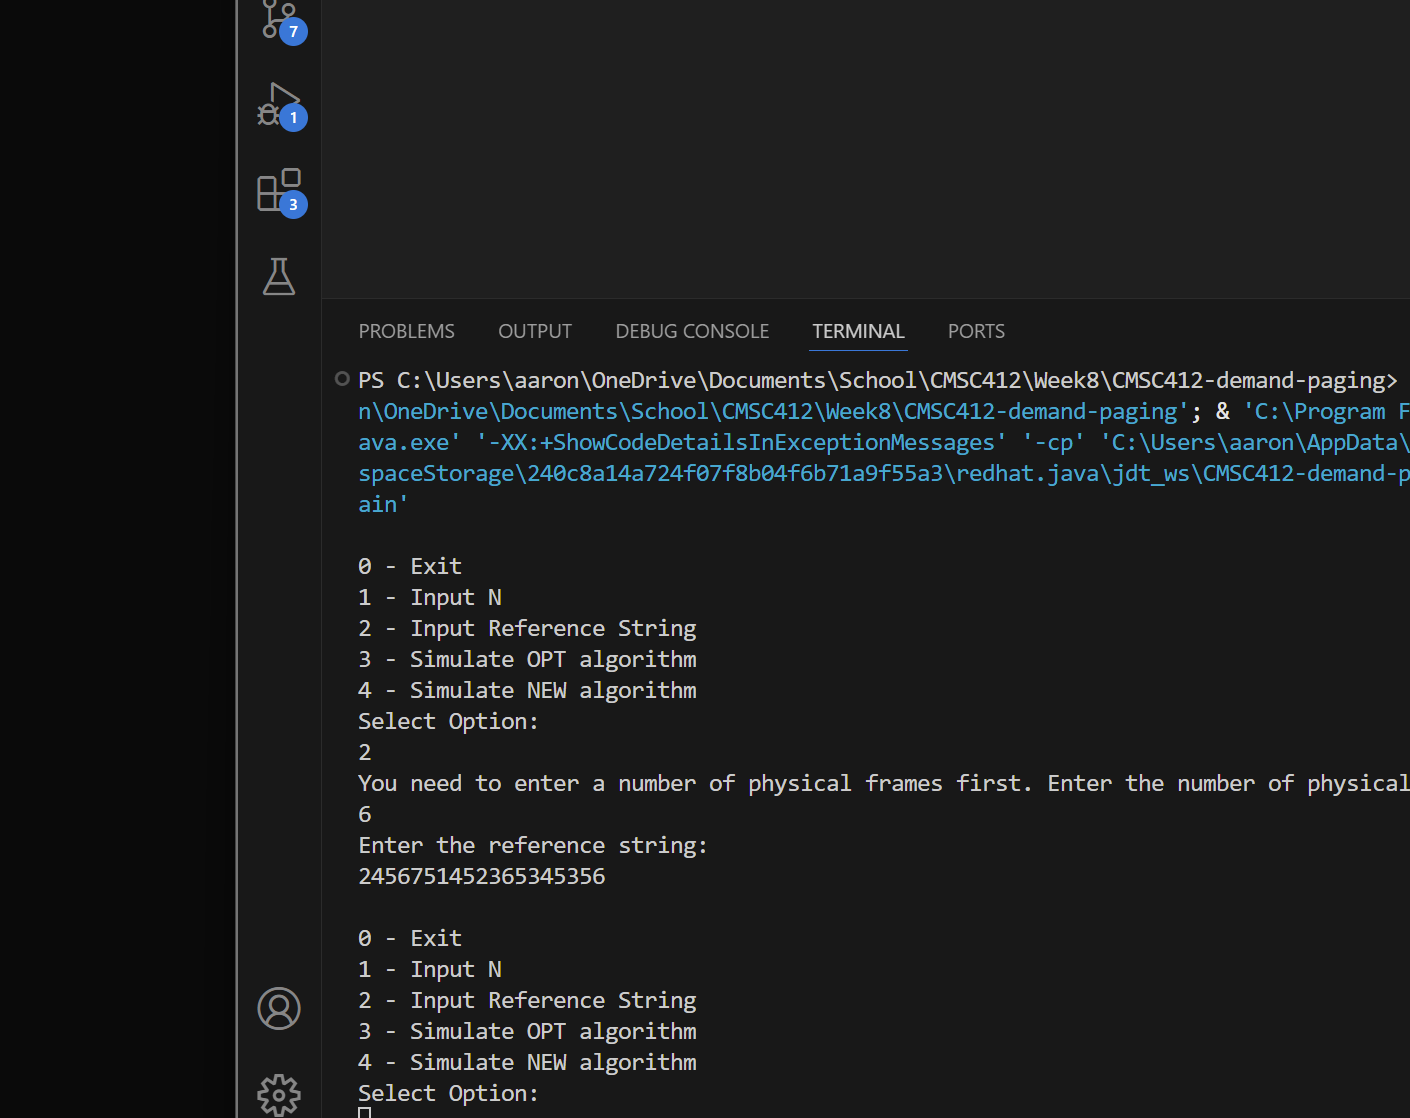 7
1
3
PROBLEMS OUTPUT DEBUG CONSOLE TERMINAL PORTS
PS C:\Users\aaron\OneDrive\Documents\School\CMSC412\Week8\CMSC412-demand-paging>
n\OneDrive\Documents\School\CMSC412\Week8\CMSC412-demand-paging'; & 'C:\Program F
ava.exe' '-XX:+ShowCodeDetailsInExceptionMessages' '-cp' 'C:\Users\aaron\AppData\
spaceStorage\240c8a14a724f07f8b04f6b71a9f55a3\redhat.java\jdt_ws\CMSC412-demand-p
ain'
0 - Exit
1 - Input N
2 - Input Reference String
3 - Simulate OPT algorithm
4 - Simulate NEW algorithm
Select Option:
2
You need to enter a number of physical frames first. Enter the number of physical
6
Enter the reference string:
2456751452365345356
0 - Exit
1 - Input N
2 - Input Reference String
3 - Simulate OPT algorithm
4 - Simulate NEW algorithm
Select Option: